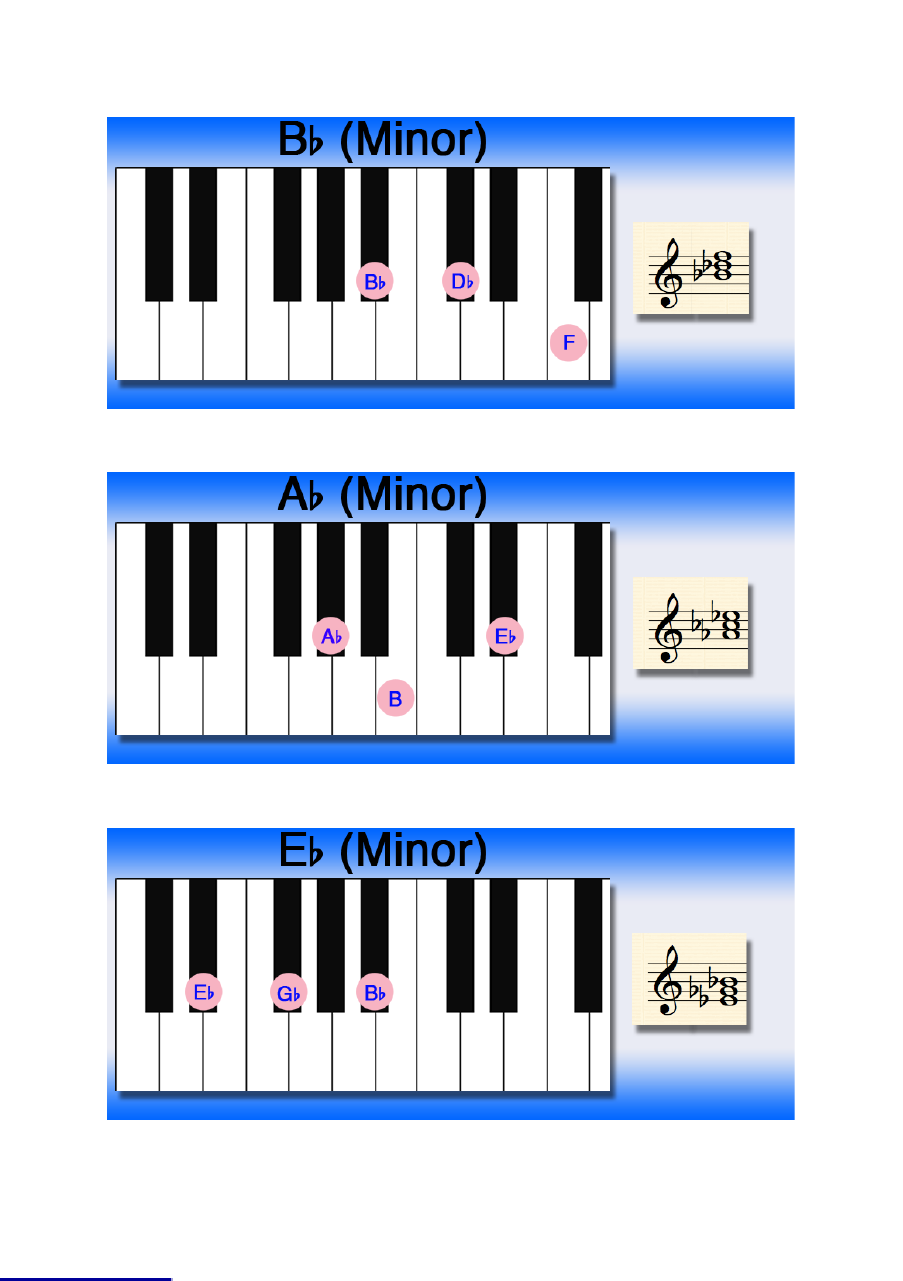 B♭ (Minor)
B♭ D♭
F
A♭ (Minor)
A♭ E♭
B
E♭ (Minor)
E♭ G♭ B♭